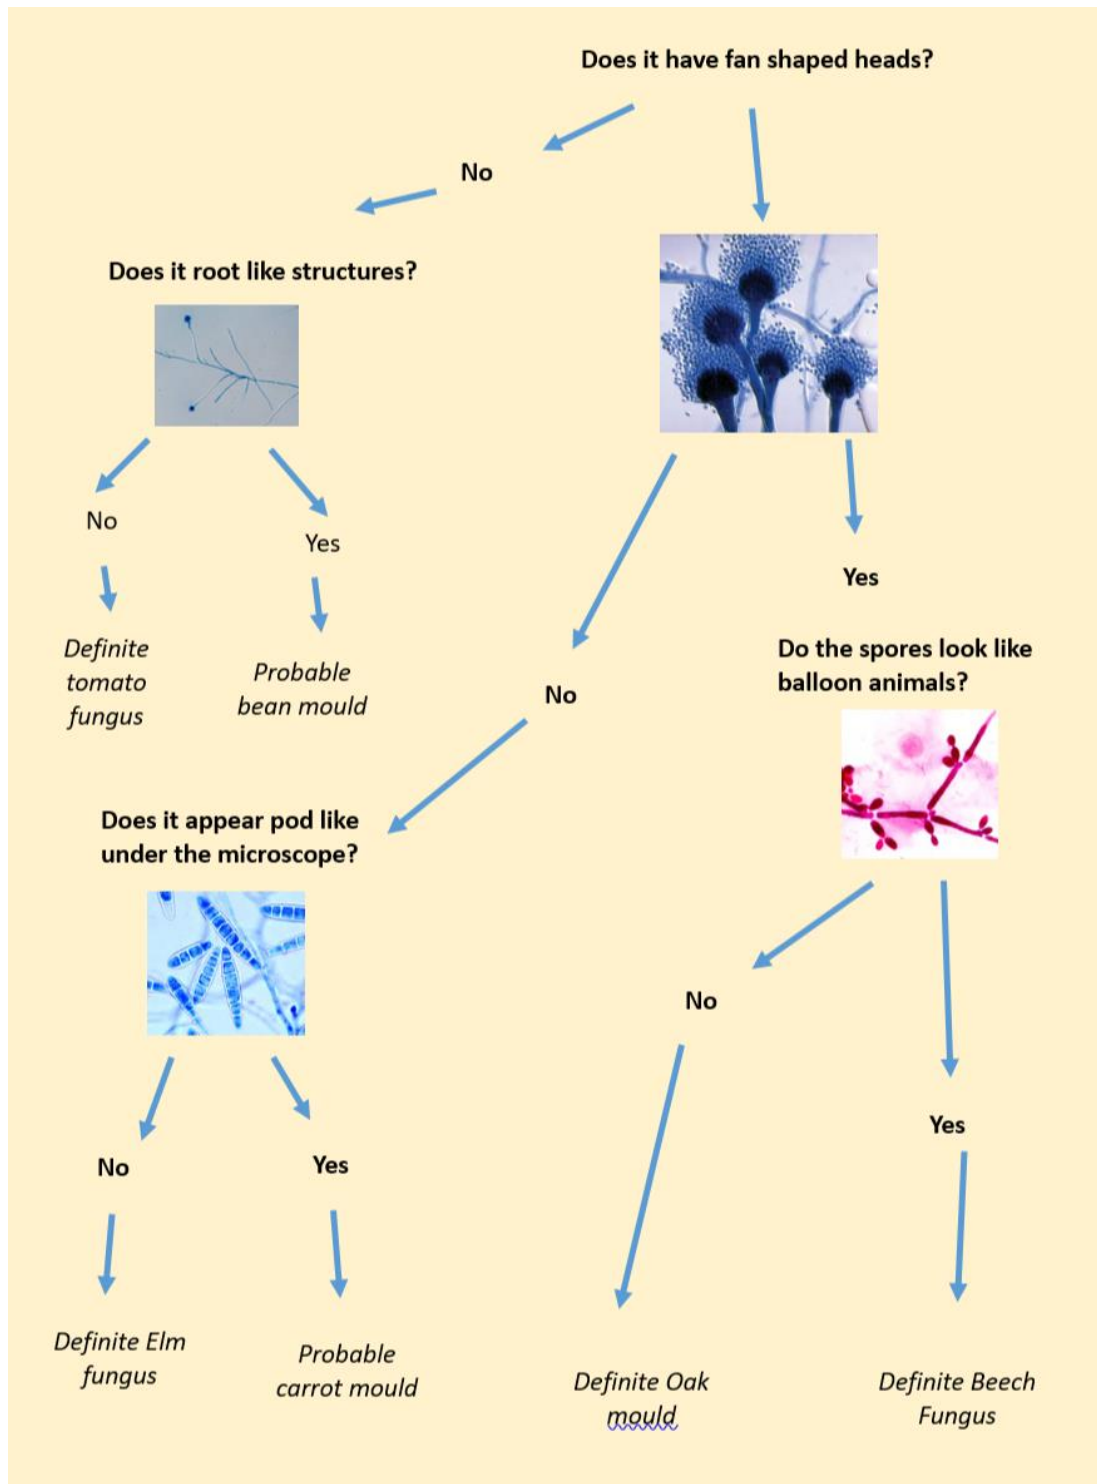 Does it have fan shaped heads?
No
Does it root like structures?
No
Yes
Definite
tomato
fungus
Probable
bean mould
Yes
No
Do the spores look like
balloon animals?
Does it appear pod like
under the microscope?
No
Yes
No
Yes
Definite Elm
fungus
Probable
carrot mould
Definite Oak
mould
Definite Beech
Fungus